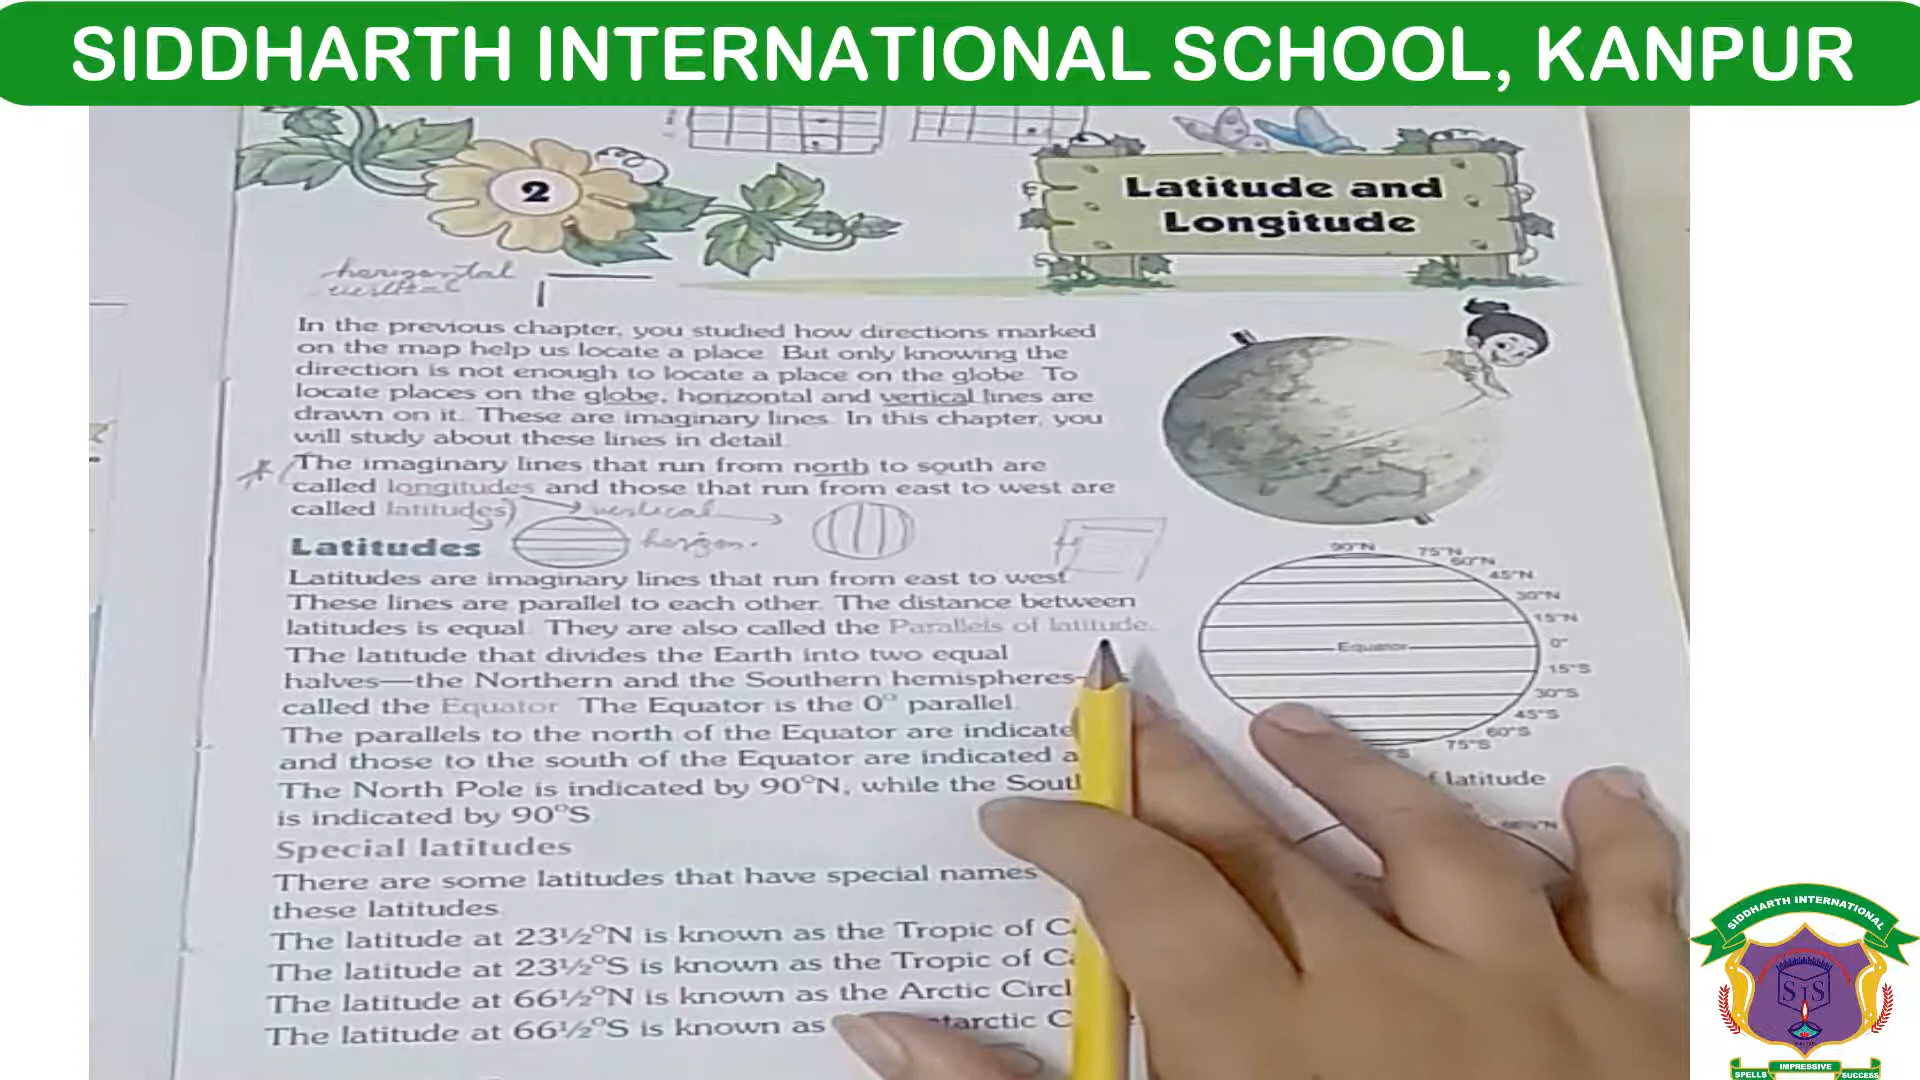 SIDDHARTH INTERNATIONAL SCHOOL, KANPUR
2
Latitude and
Longitude
horizontal
vertical
In the previous chapter, you studied how directions marked
on the map help us locate a place. But only knowing the
direction is not enough to locate a place on the globe. To
locate places on the globe, horizontal and vertical lines are
drawn on it. These are imaginary lines. In this chapter, you
will study about these lines in detail.
The imaginary lines that run from north to south are
called longitudes and those that run from east to west are
called latitudes)
vertical
horizon.
Latitudes
Latitudes are imaginary lines that run from east to west
These lines are parallel to each other. The distance between
latitudes is equal. They are also called the Parallels of latitude.
The latitude that divides the Earth into two equal
halves—the Northern and the Southern hemispheres—
called the Equator. The Equator is the 0° parallel.
The parallels to the north of the Equator are indicate
and those to the south of the Equator are indicated a
The North Pole is indicated by 90°N, while the Sout
is indicated by 90°S
Special latitudes
There are some latitudes that have special names
these latitudes.
The latitude at 23½°N is known as the Tropic of C
The latitude at 23½°S is known as the Tropic of C
The latitude at 66½°N is known as the Arctic Circl
The latitude at 66½°S is known as tarctic C
90°N
75°N
60°N
45°N
30°N
15°N
Equator
0°
15°S
30°S
45°S
60°S
75°S
latitude
SIDDHARTH INTERNATIONAL
SIS
SPELLS IMPRESSIVE SUCCESS